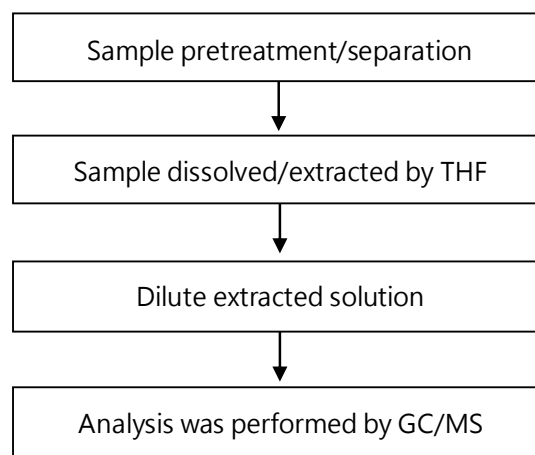 Sample pretreatment/separation
Sample dissolved/extracted by THF
Dilute extracted solution
Analysis was performed by GC/MS